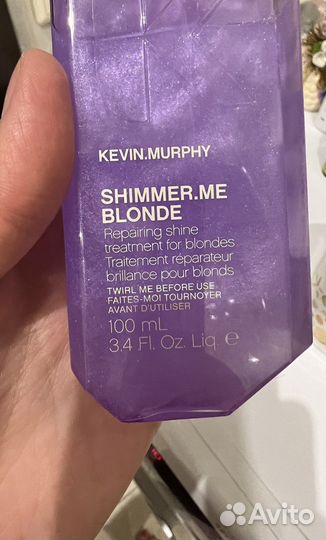 KEVIN.MURPHY
SHIMMER.ME
BLONDE
Repairing shine
treatment for blondes
Traitement réparateur
brillance pour blonds
TWIRL ME BEFORE USE
FAITES-MOI TOURNOYER
AVANT D'UTILISER
100 mL
3.4 Fl. Oz. Liq ℮
Avito